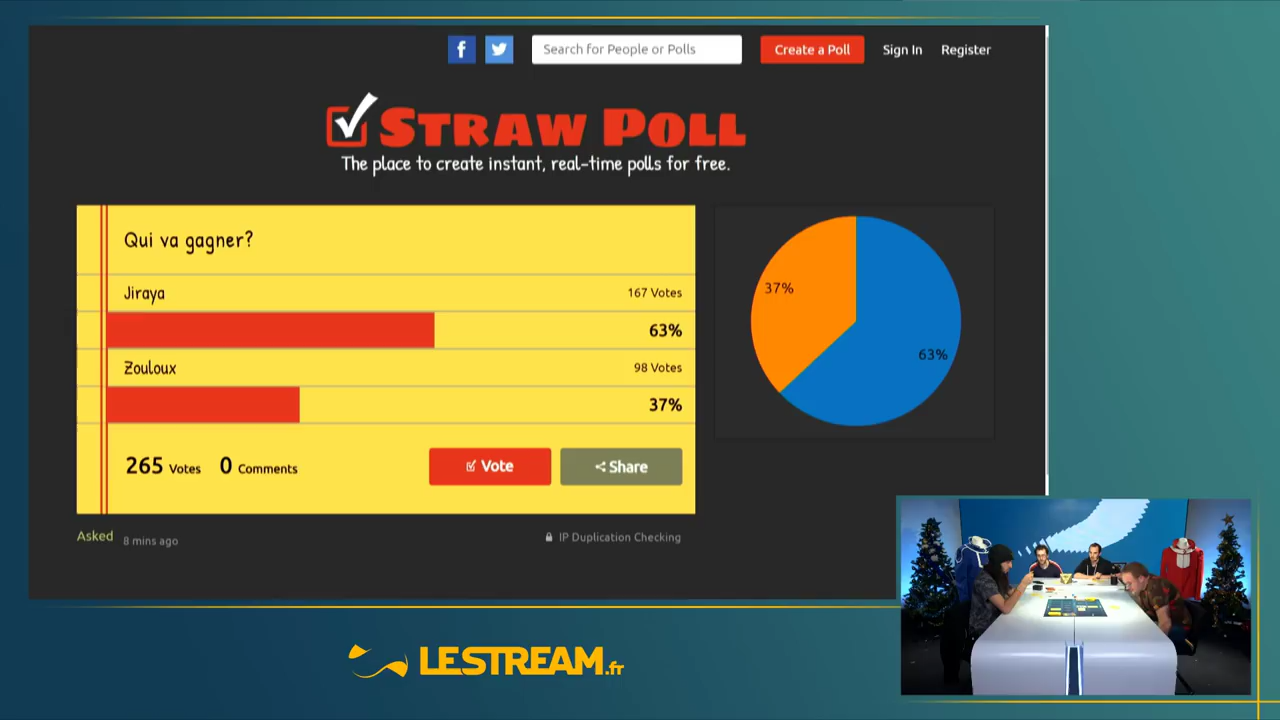 f
Search for People or Polls
Create a Poll
Sign In
Register
STRAW POLL
The place to create instant, real-time polls for free.
Qui va gagner?
Jiraya
167 Votes
63%
Zouloux
98 Votes
37%
265 Votes
0 Comments
Vote
Share
Asked
8 mins ago
IP Duplication Checking
37%
63%
LESTREAM.fr